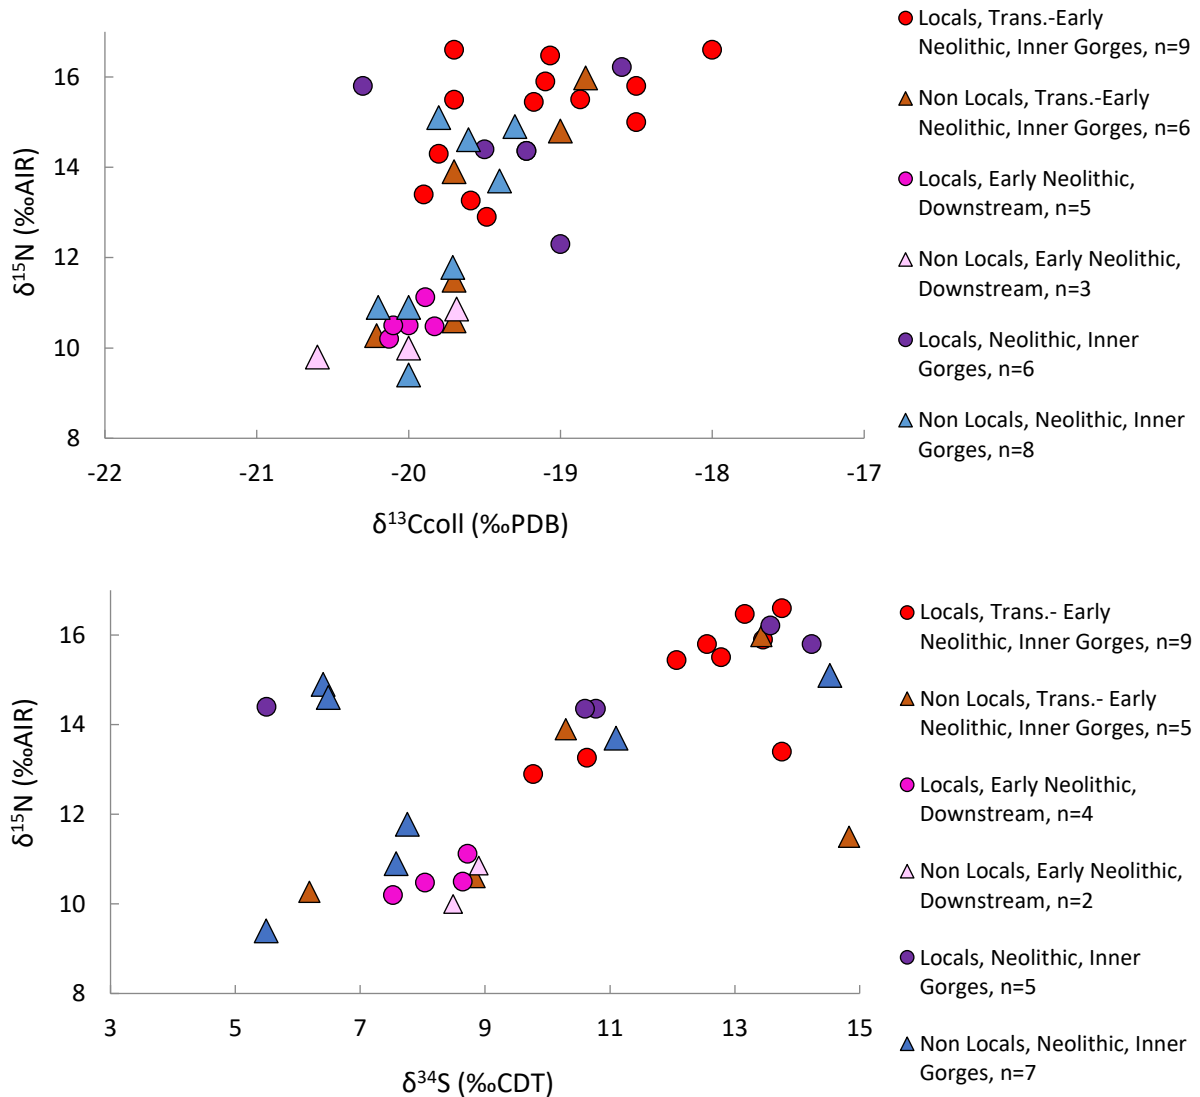 16
14
12
10
8
δ¹⁵N (‰AIR)
-22 -21 -20 -19 -18 -17
δ¹³Ccoll (‰PDB)
Locals, Trans.-Early
Neolithic, Inner Gorges, n=9
Non Locals, Trans.-Early
Neolithic, Inner Gorges, n=6
Locals, Early Neolithic,
Downstream, n=5
Non Locals, Early Neolithic,
Downstream, n=3
Locals, Neolithic, Inner
Gorges, n=6
Non Locals, Neolithic, Inner
Gorges, n=8
16
14
12
10
8
δ¹⁵N (‰AIR)
3 5 7 9 11 13 15
δ³⁴S (‰CDT)
Locals, Trans.- Early
Neolithic, Inner Gorges, n=9
Non Locals, Trans.- Early
Neolithic, Inner Gorges, n=5
Locals, Early Neolithic,
Downstream, n=4
Non Locals, Early Neolithic,
Downstream, n=2
Locals, Neolithic, Inner
Gorges, n=5
Non Locals, Neolithic, Inner
Gorges, n=7